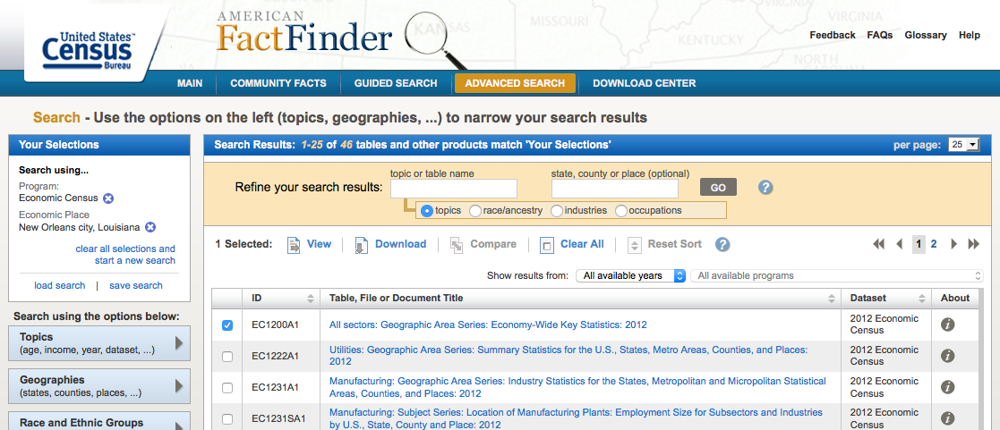 United States™
Census
Bureau
AMERICAN
FactFinder
KANSAS
MISSOURI
KENTUCKY
VIRGINIA
VIRGINIA
NORTH
CAROLINA
Feedback FAQs Glossary Help
MAIN COMMUNITY FACTS GUIDED SEARCH ADVANCED SEARCH DOWNLOAD CENTER
Search - Use the options on the left (topics, geographies, ...) to narrow your search results
Your Selections
Search using...
Program:
Economic Census
Economic Place
New Orleans city, Louisiana
clear all selections and
start a new search
load search | save search
Search using the options below:
Topics
(age, income, year, dataset, ...)
Geographies
(states, counties, places, ...)
Race and Ethnic Groups
Search Results: 1-25 of 46 tables and other products match 'Your Selections'
per page: 25
topic or table name
state, county or place (optional)
Refine your search results:
GO
?
topics race/ancestry industries occupations
1 Selected: View Download Compare Clear All Reset Sort ?
1 2
Show results from: All available years All available programs
ID Table, File or Document Title Dataset About
EC1200A1 All sectors: Geographic Area Series: Economy-Wide Key Statistics: 2012 2012 Economic
Census
EC1222A1 Utilities: Geographic Area Series: Summary Statistics for the U.S., States, Metro Areas, Counties, and Places: 2012 Economic
2012 Census
EC1231A1 Manufacturing: Geographic Area Series: Industry Statistics for the States, Metropolitan and Micropolitan Statistical 2012 Economic
Areas, Counties, and Places: 2012 Census
EC1231SA1 Manufacturing: Subject Series: Location of Manufacturing Plants: Employment Size for Subsectors and Industries 2012 Economic
by U.S., State, County and Place: 2012 Census